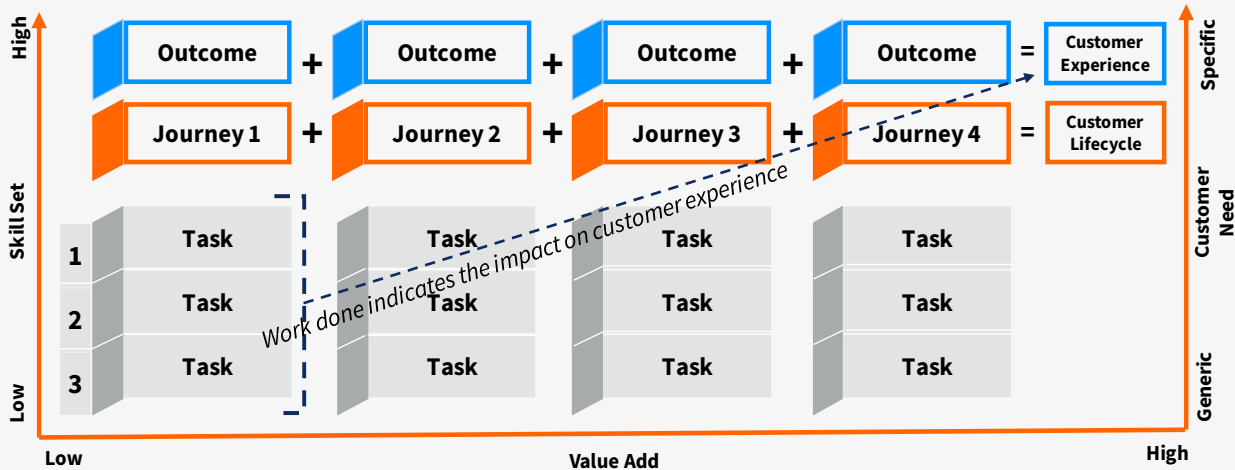 High
Skill Set
Low
Outcome + Outcome + Outcome + Outcome = Customer
Experience
Journey 1 + Journey 2 + Journey 3 + Journey 4 = Customer
Lifecycle
1 Task Task Task Task
2 Task Task Task Task
3 Task Task Task Task
Work done indicates the impact on customer experience
Specific
Customer
Need
Generic
Low Value Add High